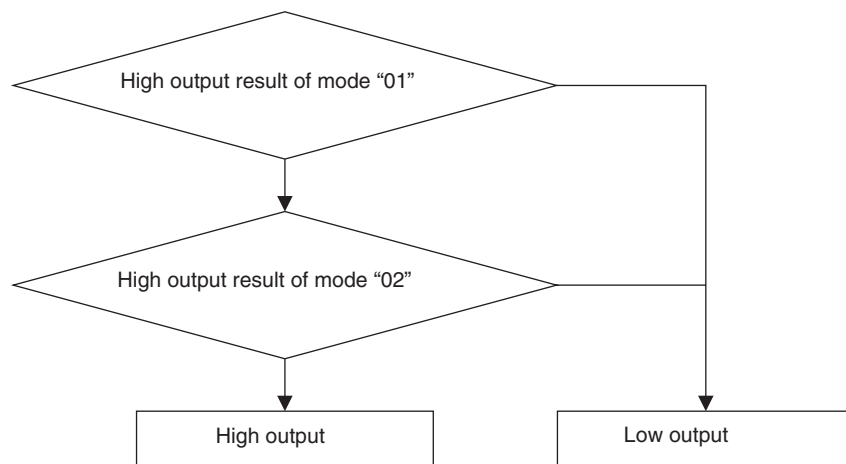 High output result of mode “01”
High output result of mode “02”
High output
Low output